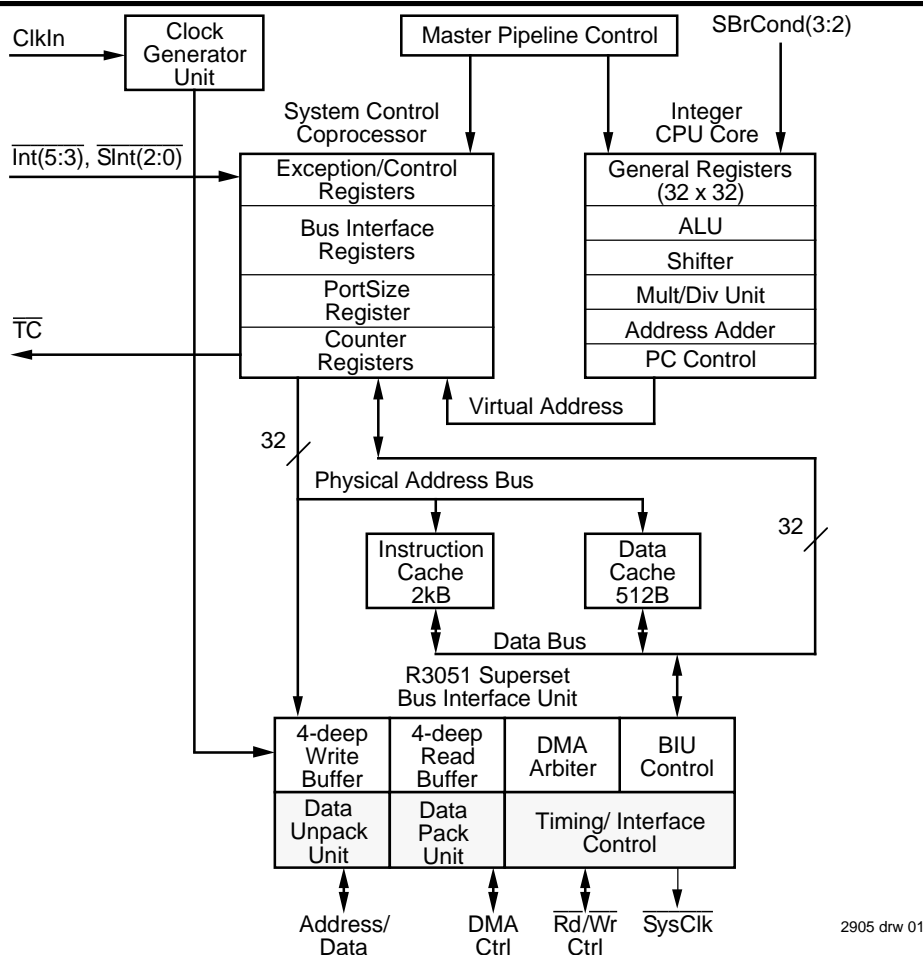 ClkIn
Clock
Generator
Unit
Master Pipeline Control
SBrCond(3:2)
System Control
Coprocessor
Integer
CPU Core
Int(5:3), SInt(2:0)
Exception/Control
Registers
Bus Interface
Registers
PortSize
Register
Counter
Registers
General Registers
(32 x 32)
ALU
Shifter
Mult/Div Unit
Address Adder
PC Control
TC
Virtual Address
32
Physical Address Bus
32
Instruction
Cache
2kB
Data
Cache
512B
Data Bus
R3051 Superset
Bus Interface Unit
4-deep
Write
Buffer
4-deep
Read
Buffer
DMA
Arbiter
BIU
Control
Data
Unpack
Unit
Data
Pack
Unit
Timing/ Interface
Control
Address/
Data
DMA
Ctrl
Rd/Wr
Ctrl
SysClk
2905 drw 01